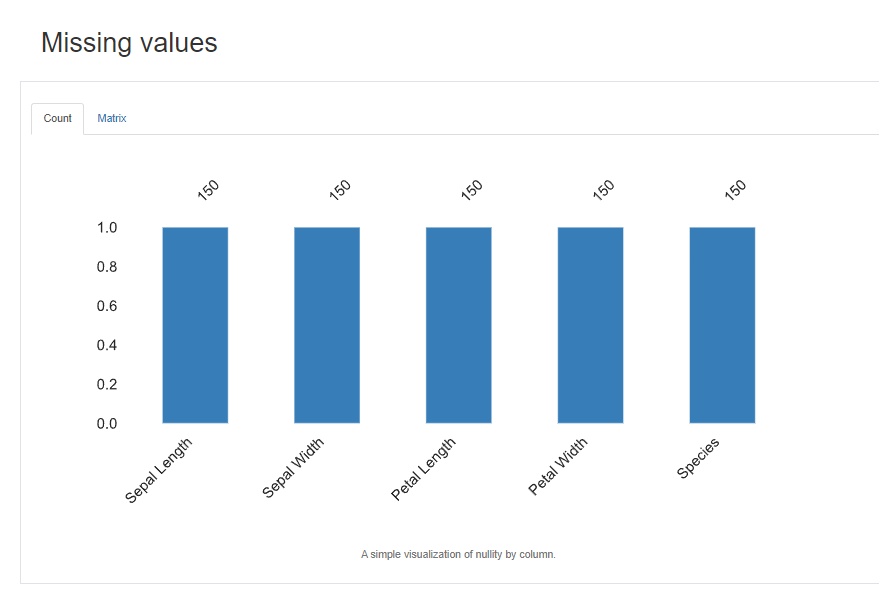 Missing values
Count Matrix
150 150 150 150 150
1.0
0.8
0.6
0.4
0.2
0.0
Sepal Length Sepal Width Petal Length Petal Width Species
A simple visualization of nullity by column.